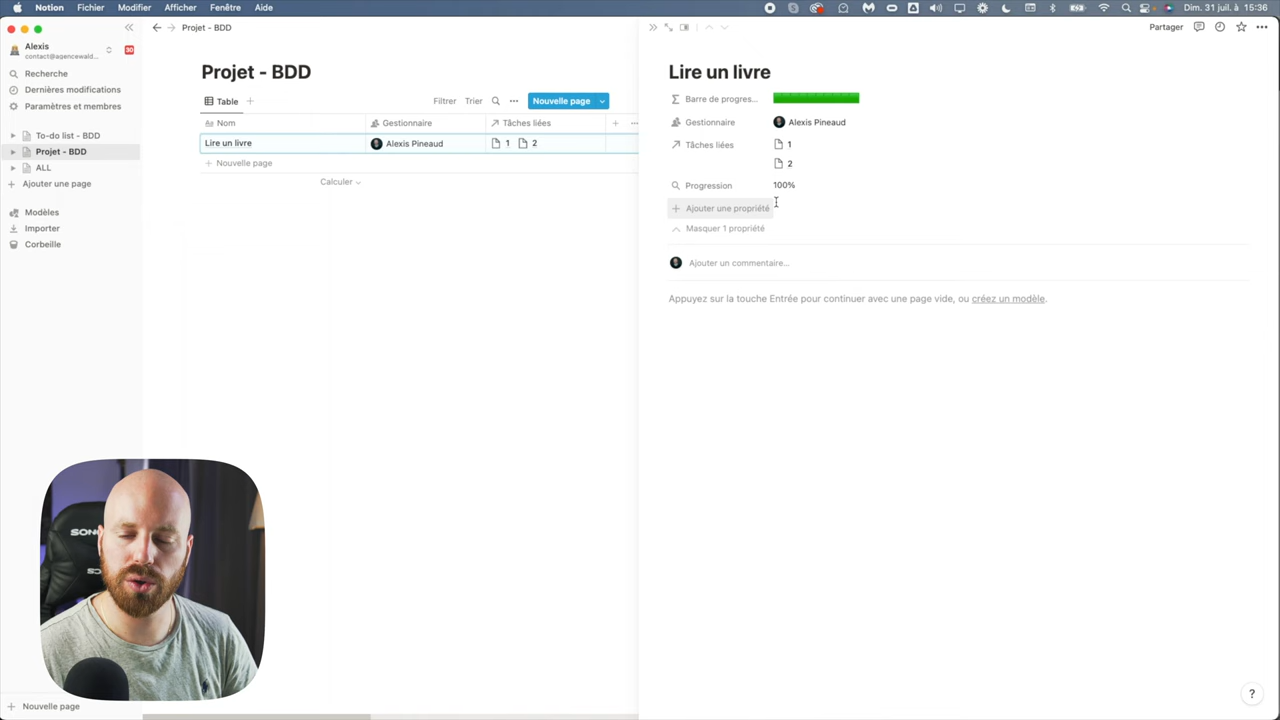 Notion Fichier Modifier Afficher Fenêtre Aide
Dim. 31 juil. à 15:36
Alexis
contact@agencewald...
30
Recherche
Dernières modifications
Paramètres et membres
To-do list - BDD
Projet - BDD
ALL
Ajouter une page
Modèles
Importer
Corbeille
Nouvelle page
Projet - BDD
Projet - BDD
Table
Filtrer Trier
Nouvelle page
Aa Nom Gestionnaire Tâches liées
Lire un livre Alexis Pineaud 1 2
Nouvelle page
Calculer
SON
Partager
Lire un livre
Barre de progres...
Gestionnaire Alexis Pineaud
Tâches liées 1
2
Progression 100%
Ajouter une propriété
Masquer 1 propriété
Ajouter un commentaire...
Appuyez sur la touche Entrée pour continuer avec une page vide, ou créez un modèle.
?